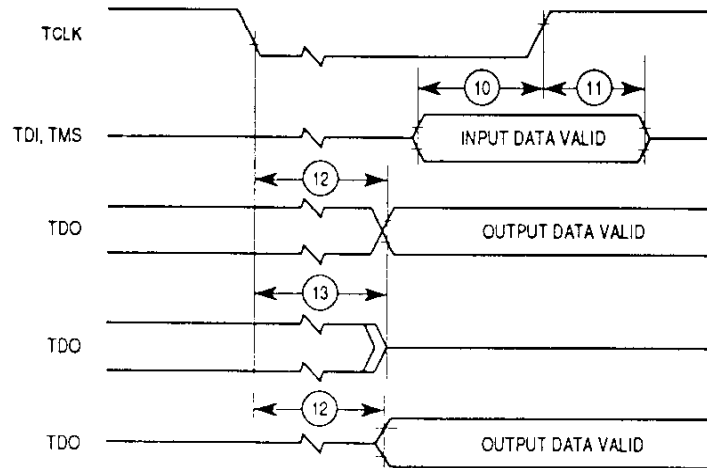 TCLK
10
11
TDI, TMS
INPUT DATA VALID
12
TDO
OUTPUT DATA VALID
13
TDO
12
TDO
OUTPUT DATA VALID